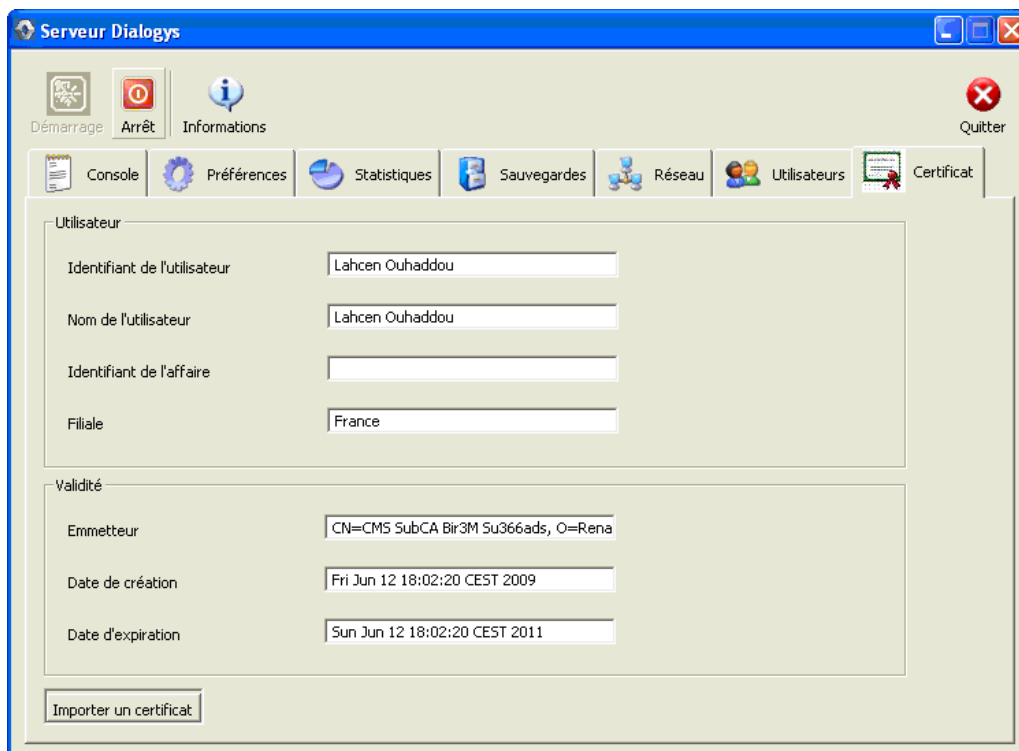 Serveur Dialogys
Démarrage Arrêt Informations Quitter
Console Préférences Statistiques Sauvegardes Réseau Utilisateurs Certificat
Utilisateur
Identifiant de l'utilisateur Lahcen Ouhaddou
Nom de l'utilisateur Lahcen Ouhaddou
Identifiant de l'affaire
Filiale France
Validité
Emmetteur CN=CMS SubCA Bir3M Su366ads, O=Rena
Date de création Fri Jun 12 18:02:20 CEST 2009
Date d'expiration Sun Jun 12 18:02:20 CEST 2011
Importer un certificat